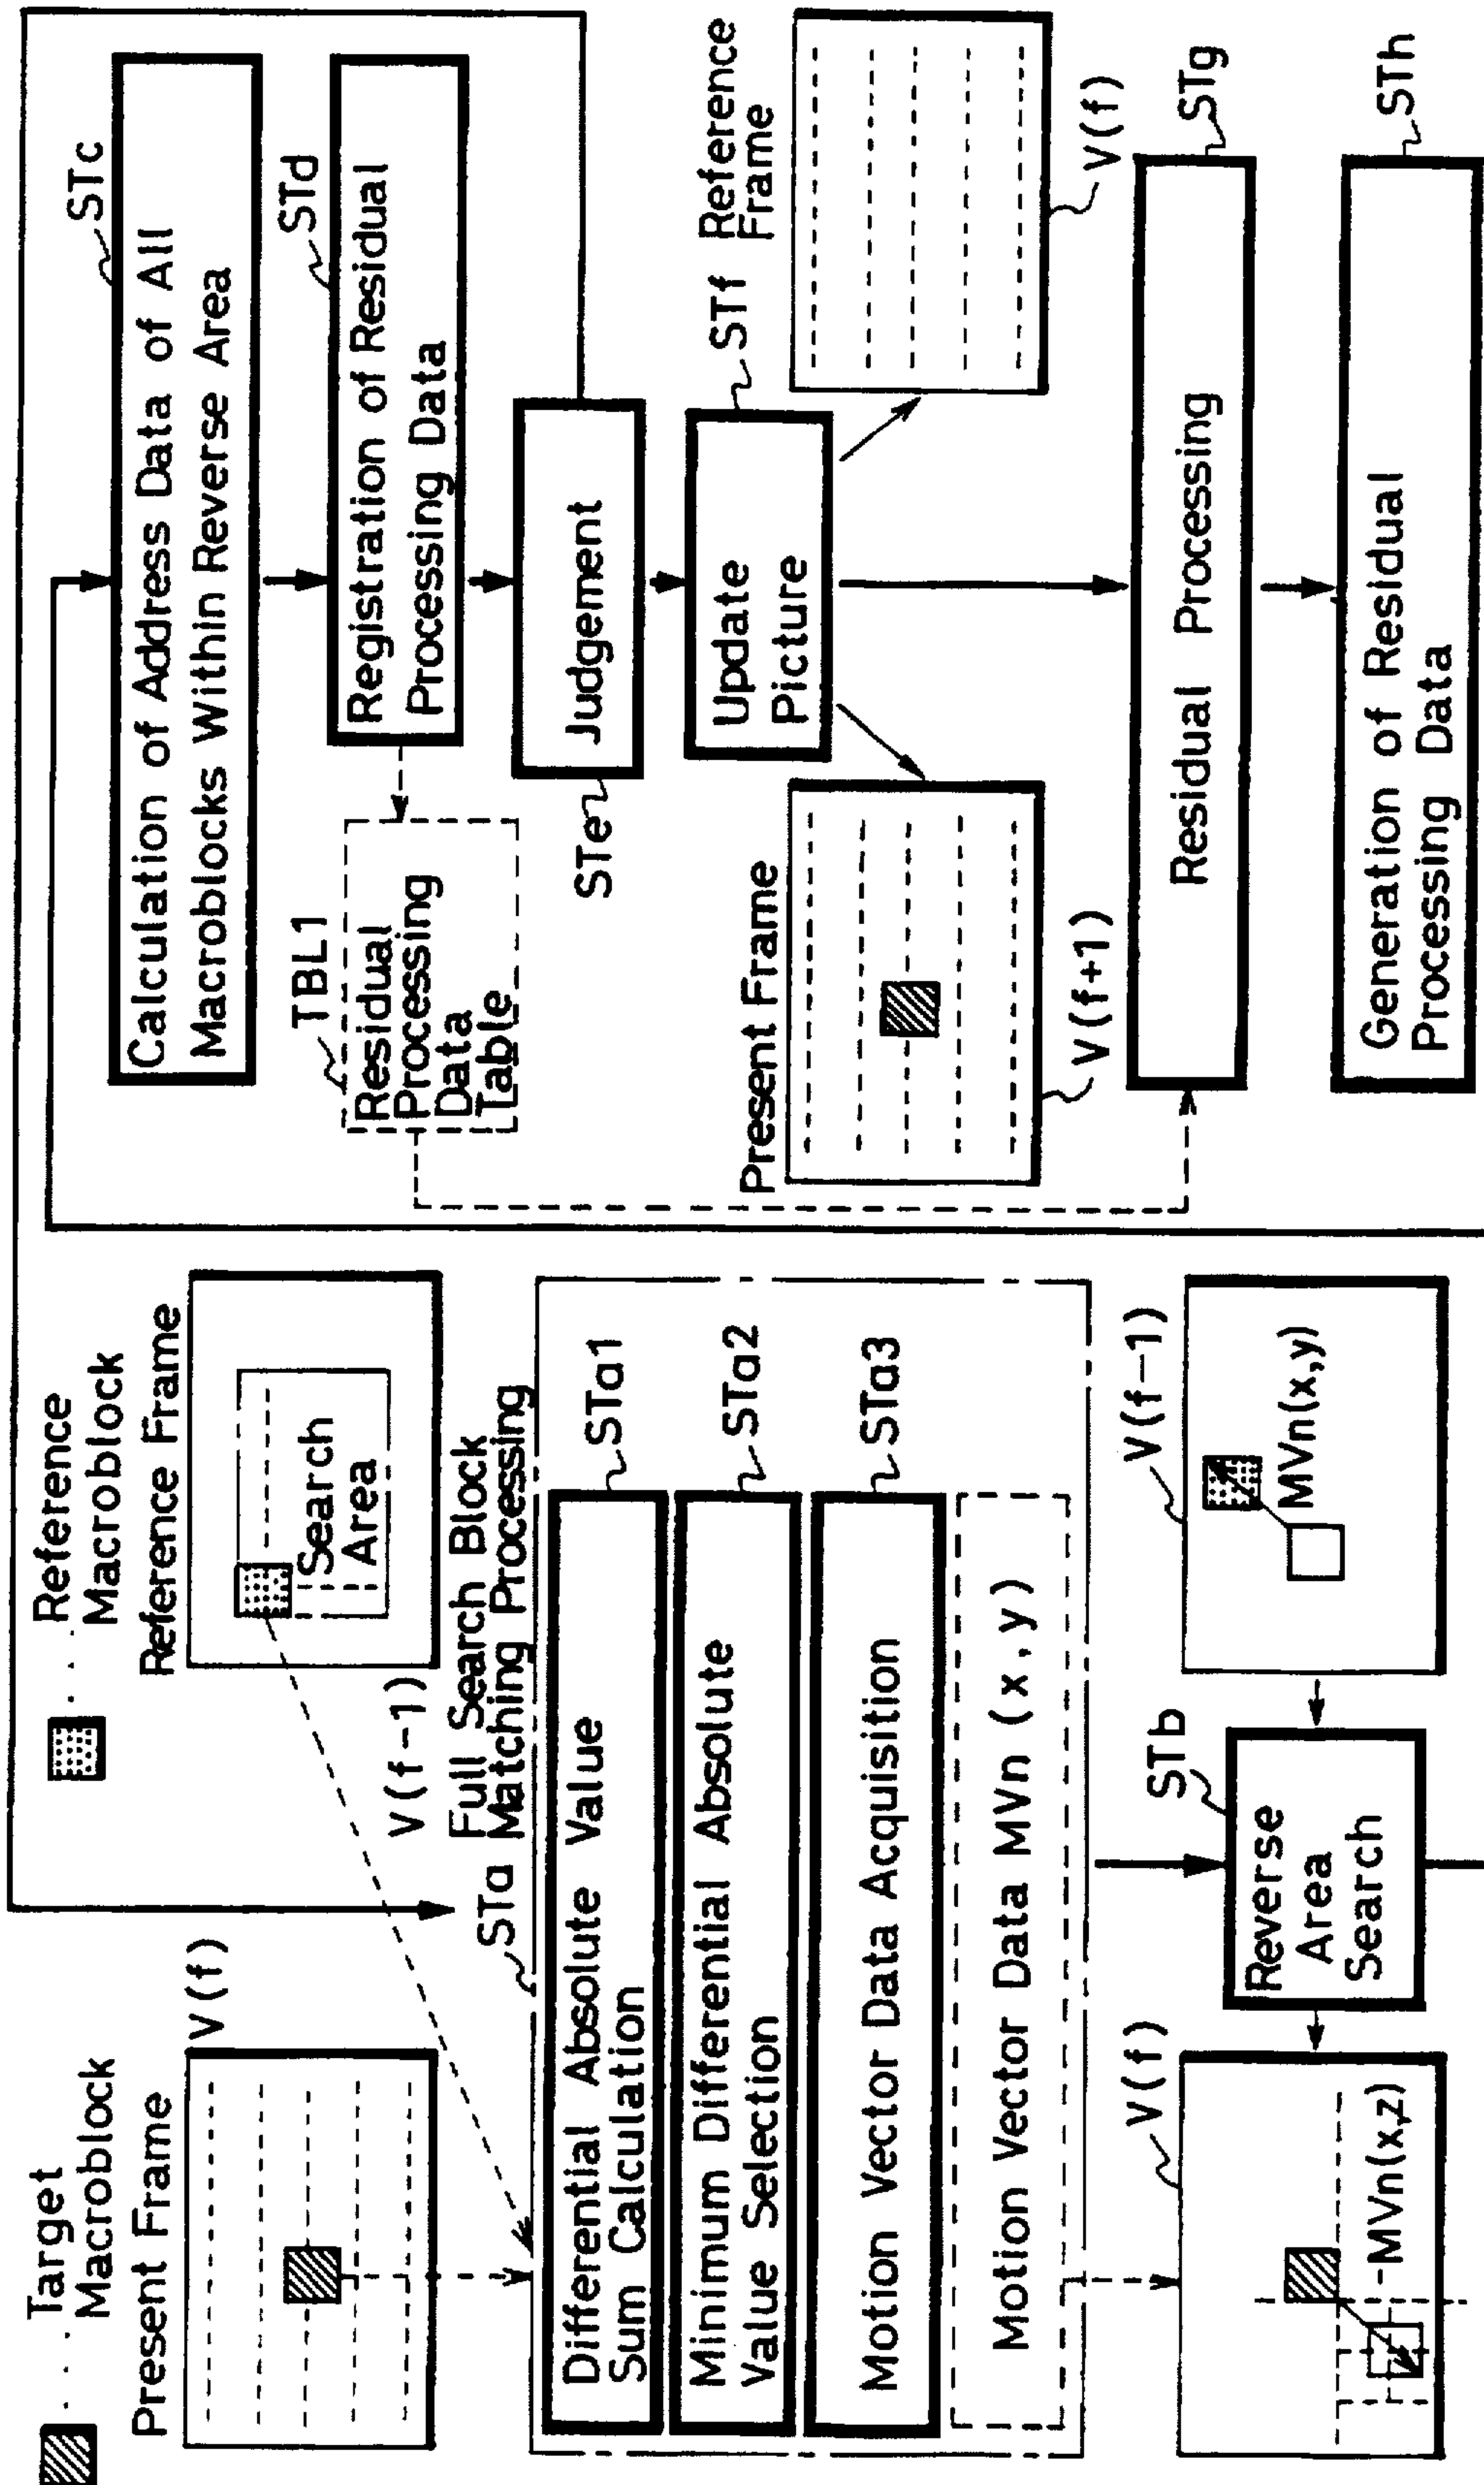 Target
Macroblock
Present Frame
V(f)
Reference
Macroblock
Reference Frame
Search
Area
V(f-1)
STa
Full Search Block
Matching Processing
Differential Absolute Value
Sum Calculation
STa1
Minimum Differential Absolute
Value Selection
STa2
Motion Vector Data Acquisition
STa3
Motion Vector Data MVn (x,y)
V(f)
-MVn(x,z)
STb
Reverse
Area
Search
V(f-1)
MVn(x,y)
STc
Calculation of Address Data of All
Macroblocks Within Reverse Area
STd
Registration of Residual
Processing Data
TBL1
Residual
Processing
Data
Table
STe
Judgement
STf
Update
Picture
Present Frame
V(f+1)
Reference
Frame
V(f)
STg
Residual Processing
STh
Generation of Residual
Processing Data